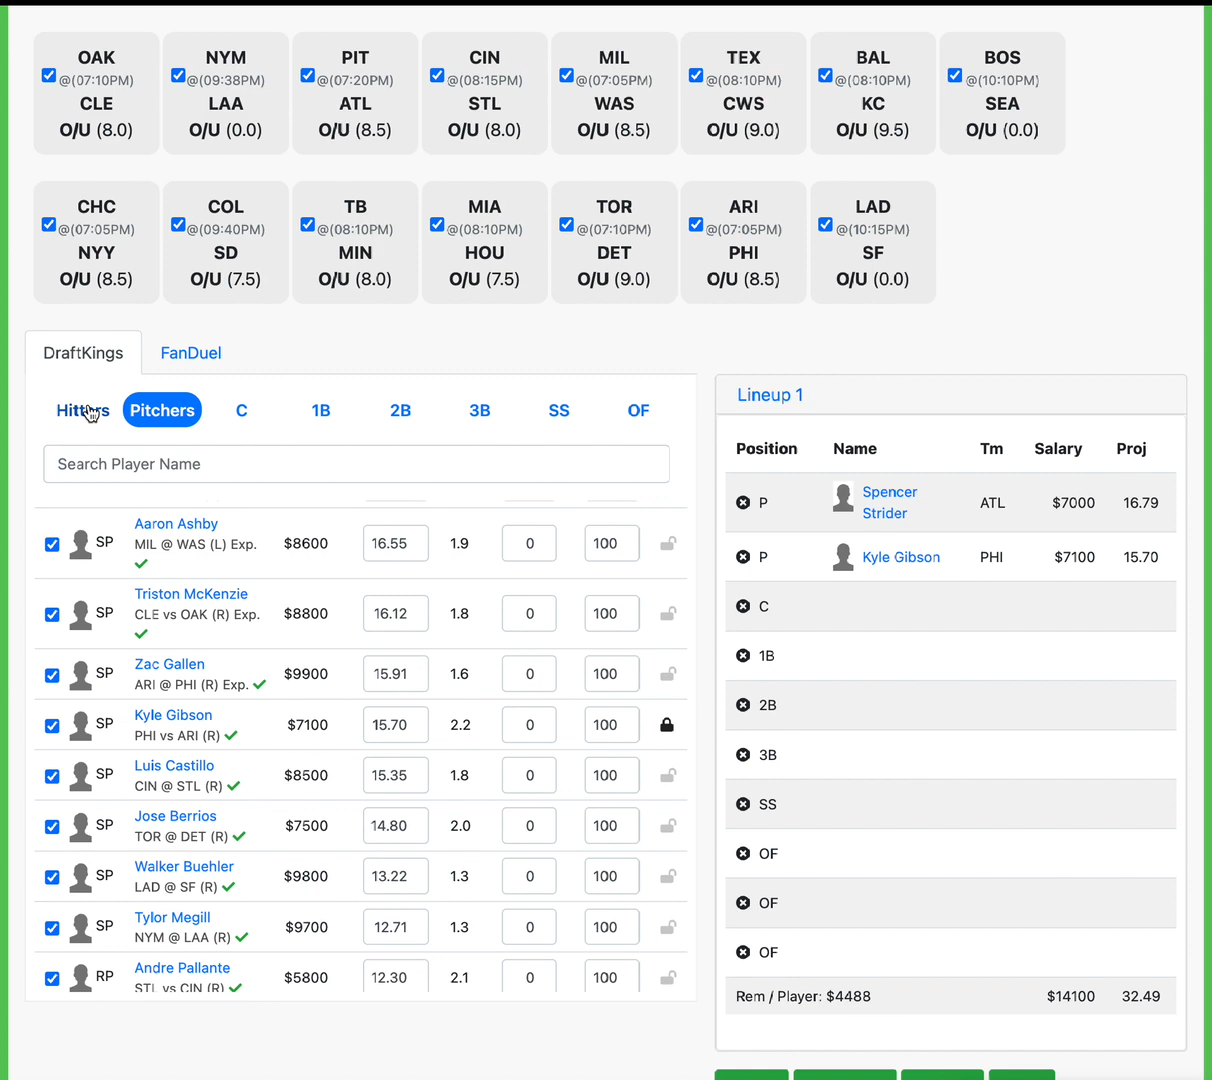 OAK NYM PIT CIN MIL TEX BAL BOS
@(07:10PM) @(09:38PM) @(07:20PM) @(08:15PM) @(07:05PM) @(08:10PM) @(08:10PM) @(10:10PM)
CLE LAA ATL STL WAS CWS KC SEA
O/U (8.0) O/U (0.0) O/U (8.5) O/U (8.0) O/U (8.5) O/U (9.0) O/U (9.5) O/U (0.0)
CHC COL TB MIA TOR ARI LAD
@(07:05PM) @(09:40PM) @(08:10PM) @(08:10PM) @(07:10PM) @(07:05PM) @(10:15PM)
NYY SD MIN HOU DET PHI SF
O/U (8.5) O/U (7.5) O/U (8.0) O/U (7.5) O/U (9.0) O/U (8.5) O/U (0.0)
DraftKings FanDuel
Hitters Pitchers C 1B 2B 3B SS OF
Search Player Name
Aaron Ashby
SP MIL @ WAS (L) Exp. $8600 16.55 1.9 0 100
Triston McKenzie
SP CLE vs OAK (R) Exp. $8800 16.12 1.8 0 100
Zac Gallen
SP ARI @ PHI (R) Exp. $9900 15.91 1.6 0 100
Kyle Gibson
SP PHI vs ARI (R) $7100 15.70 2.2 0 100
Luis Castillo
SP CIN @ STL (R) $8500 15.35 1.8 0 100
Jose Berrios
SP TOR @ DET (R) $7500 14.80 2.0 0 100
Walker Buehler
SP LAD @ SF (R) $9800 13.22 1.3 0 100
Tylor Megill
SP NYM @ LAA (R) $9700 12.71 1.3 0 100
Andre Pallante
RP STL vs CIN (R) $5800 12.30 2.1 0 100
Lineup 1
Position Name Tm Salary Proj
P Spencer Strider ATL $7000 16.79
P Kyle Gibson PHI $7100 15.70
C
1B
2B
3B
SS
OF
OF
OF
Rem / Player: $4488 $14100 32.49